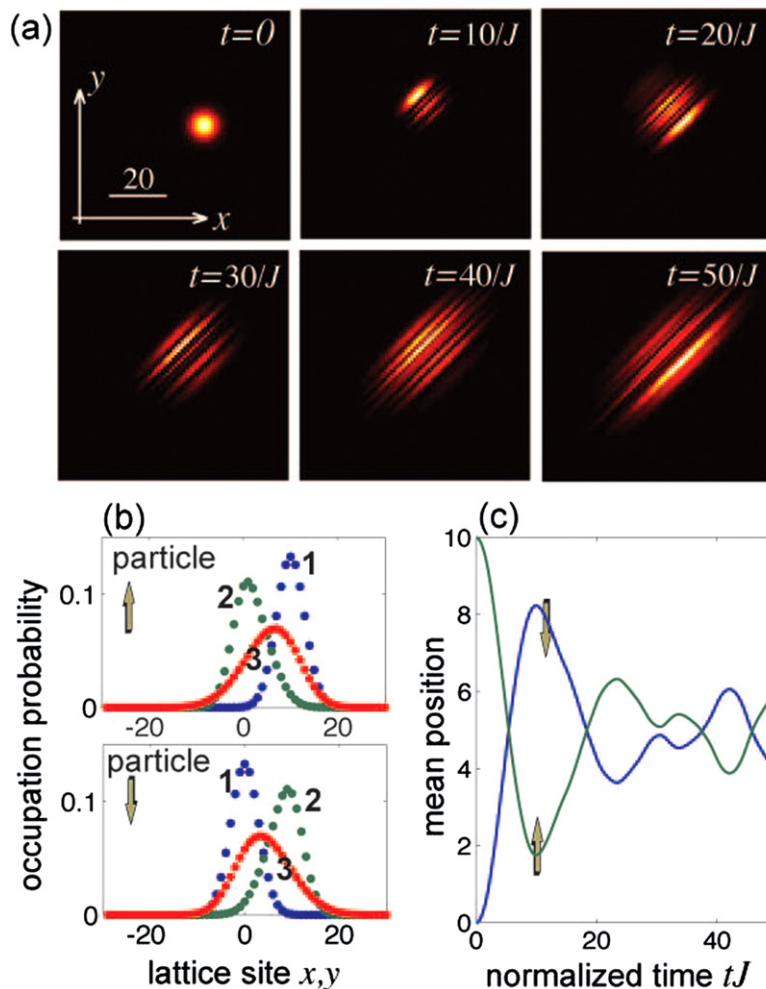 (a)
t=0
t=10/J
t=20/J
y
20
x
t=30/J
t=40/J
t=50/J
(b)
(c)
occupation probability
particle
1
2
3
0.1
0
-20
0
20
particle
1
2
3
0.1
0
-20
0
20
lattice site x,y
mean position
10
8
6
4
2
0
0
20
40
normalized time tJ